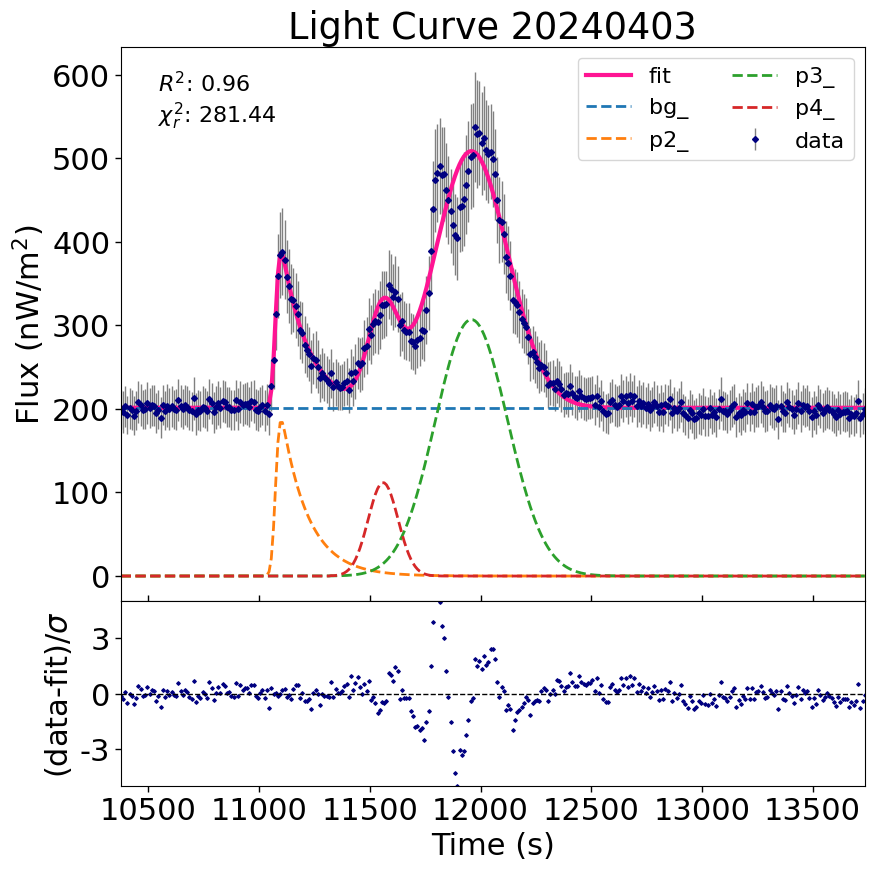 Light Curve 20240403
R²: 0.96
χ²ᵣ: 281.44
fit
bg_
p2_
p3_
p4_
data
Flux (nW/m²)
600
500
400
300
200
100
0
(data-fit)/σ
3
0
-3
10500 11000 11500 12000 12500 13000 13500
Time (s)